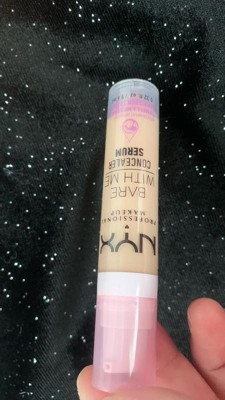 NYX
PROFESSIONAL
MAKEUP
BARE
WITH ME
CONCEALER
SERUM